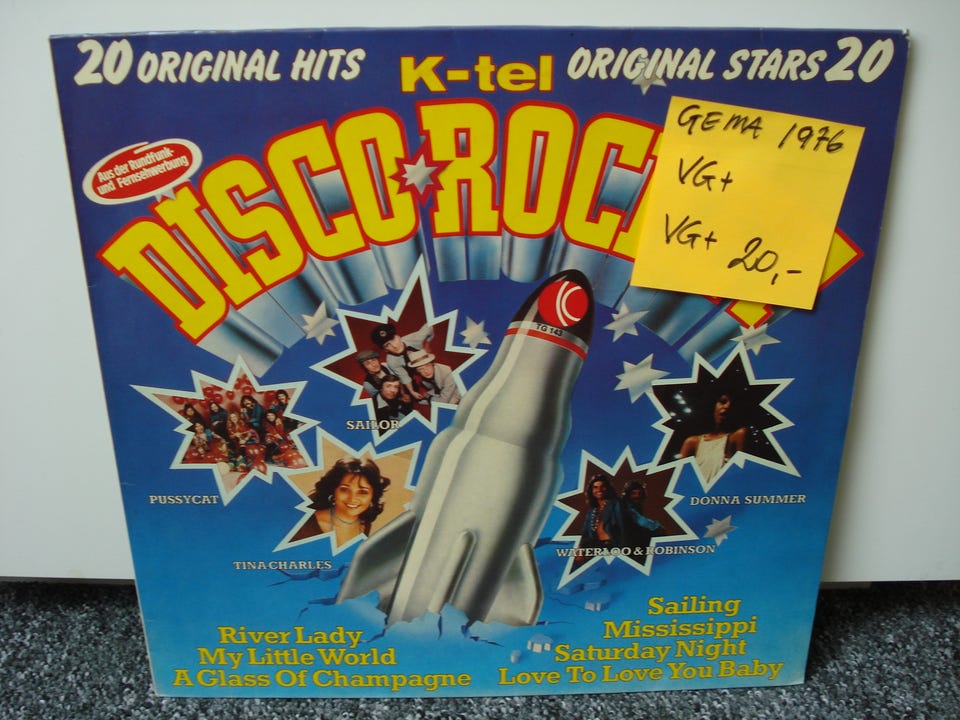 20 ORIGINAL HITS
K-tel
ORIGINAL STARS 20
Aus der Rundfunk-
und Fernsehwerbung
DISCO ROC
GEMA 1976
VG+
VG+ 20,-
TG 143
SAILOR
PUSSYCAT
TINA CHARLES
DONNA SUMMER
WATERLOO & ROBINSON
River Lady
My Little World
A Glass Of Champagne
Sailing
Mississippi
Saturday Night
Love To Love You Baby